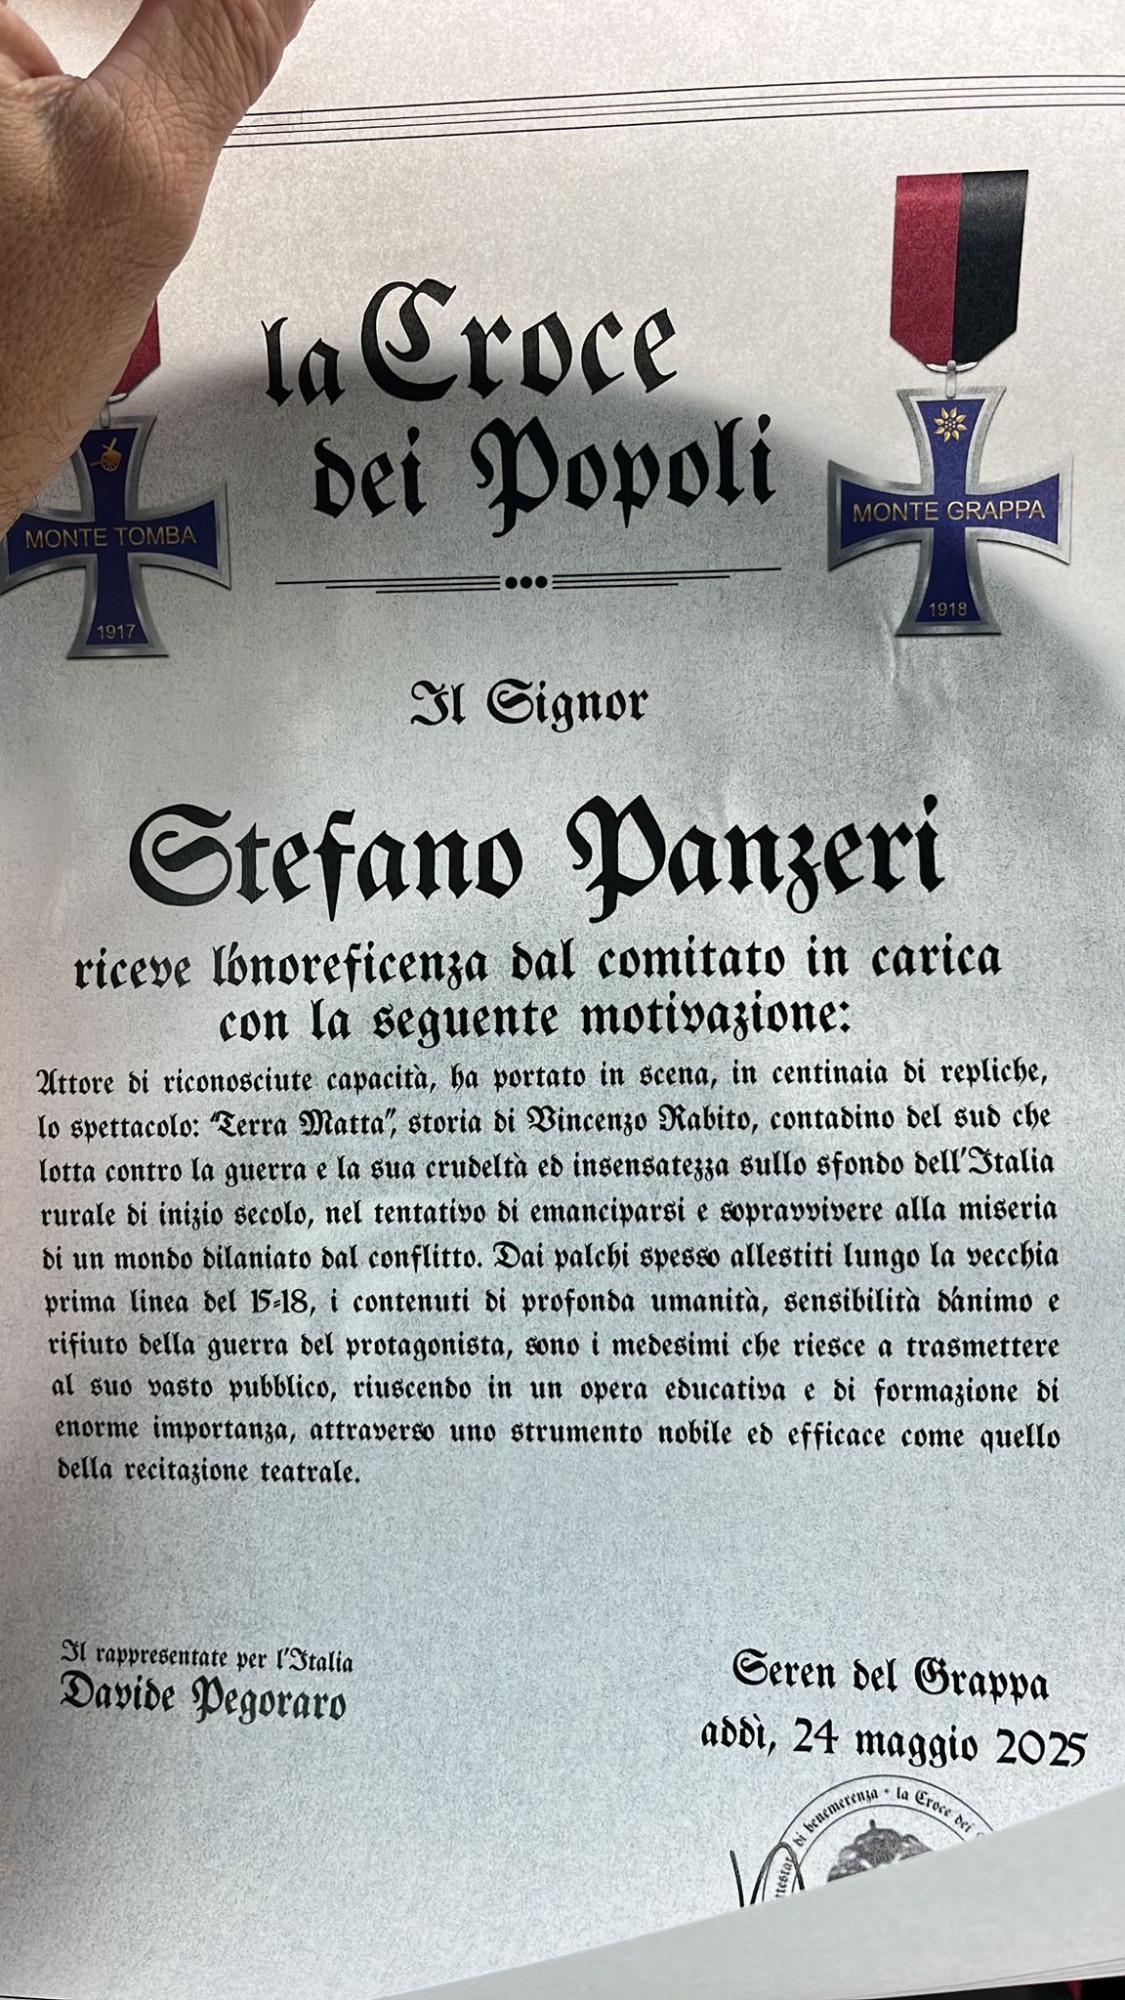 la Croce
dei Popoli
MONTE TOMBA
1917
MONTE GRAPPA
1918
Il Signor
Stefano Panzeri
riceve l'onoreficenza dal comitato in carica
con la seguente motivazione:
Attore di riconosciute capacità, ha portato in scena, in centinaia di repliche,
lo spettacolo: "Terra Matta", storia di Vincenzo Rabito, contadino del sud che
lotta contro la guerra e la sua crudeltà ed insensatezza sullo sfondo dell'Italia
rurale di inizio secolo, nel tentativo di emanciparsi e sopravvivere alla miseria
di un mondo dilaniato dal conflitto. Dai palchi spesso allestiti lungo la vecchia
prima linea del 15-18, i contenuti di profonda umanità, sensibilità d'animo e
rifiuto della guerra del protagonista, sono i medesimi che riesce a trasmettere
al suo vasto pubblico, riuscendo in un opera educativa e di formazione di
enorme importanza, attraverso uno strumento nobile ed efficace come quello
della recitazione teatrale.
Il rappresentate per l'Italia
Davide Pegoraro
Seren del Grappa
addì, 24 maggio 2025
di benemerenza • la Croce dei